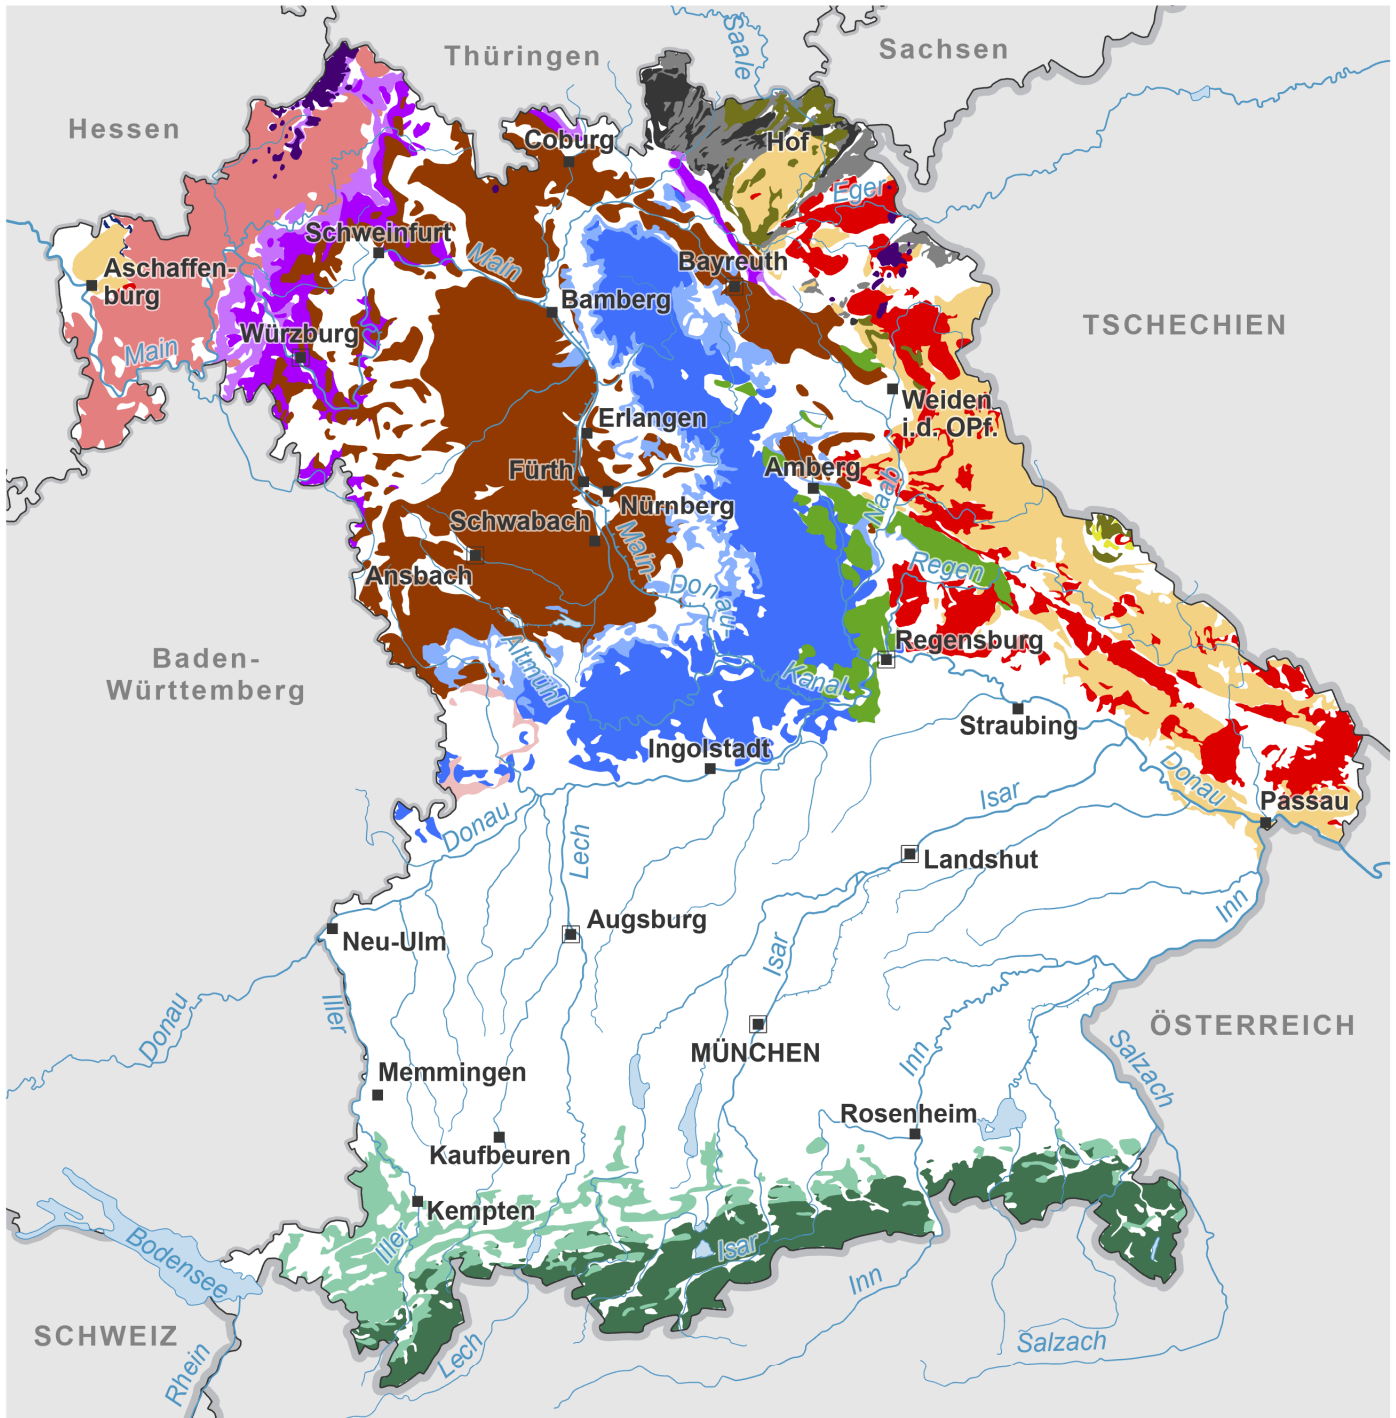 Thüringen
Saale
Sachsen
Hessen
Coburg
Hof
Eger
Schweinfurt
Main
Bayreuth
Aschaffen-
burg
Bamberg
TSCHECHIEN
Würzburg
Main
Weiden
i.d. OPf.
Erlangen
Fürth
Amberg
Naab
Nürnberg
Schwabach
Main-
Donau
Kanal
Ansbach
Regen
Altmühl
Regensburg
Baden-
Württemberg
Straubing
Ingolstadt
Donau
Isar
Donau
Passau
Lech
Landshut
Inn
Augsburg
Neu-Ulm
Isar
Iller
Donau
MÜNCHEN
ÖSTERREICH
Inn
Salzach
Memmingen
Rosenheim
Kaufbeuren
Kempten
Iller
Isar
Bodensee
Inn
SCHWEIZ
Lech
Salzach
Rhein